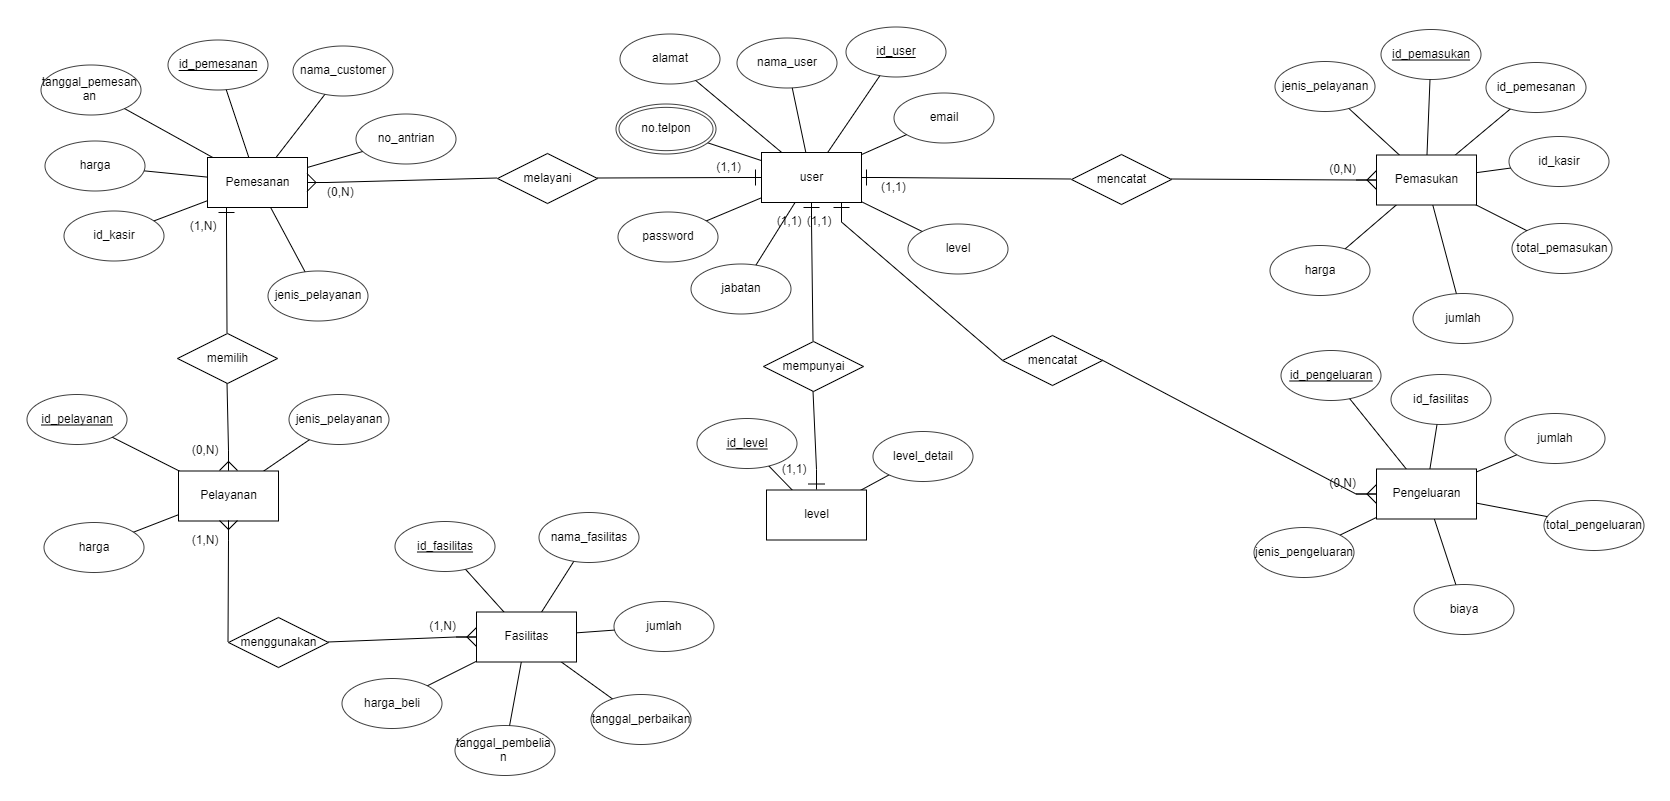 id_pemesanan
nama_customer
tanggal_pemesan
an
no_antrian
harga
Pemesanan
(0,N)
id_kasir
(1,N)
jenis_pelayanan
melayani
alamat
nama_user
id_user
no.telpon
email
(1,1)
user
(1,1)
(1,1)
(1,1)
password
level
jabatan
mencatat
id_pemasukan
jenis_pelayanan
id_pemesanan
id_kasir
(0,N)
Pemasukan
total_pemasukan
harga
jumlah
memilih
mempunyai
mencatat
id_pelayanan
jenis_pelayanan
(0,N)
Pelayanan
(1,N)
harga
id_level
level_detail
(1,1)
level
id_pengeluaran
id_fasilitas
jumlah
(0,N)
Pengeluaran
total_pengeluaran
jenis_pengeluaran
biaya
id_fasilitas
nama_fasilitas
menggunakan
(1,N)
Fasilitas
jumlah
harga_beli
tanggal_perbaikan
tanggal_pembelia
n